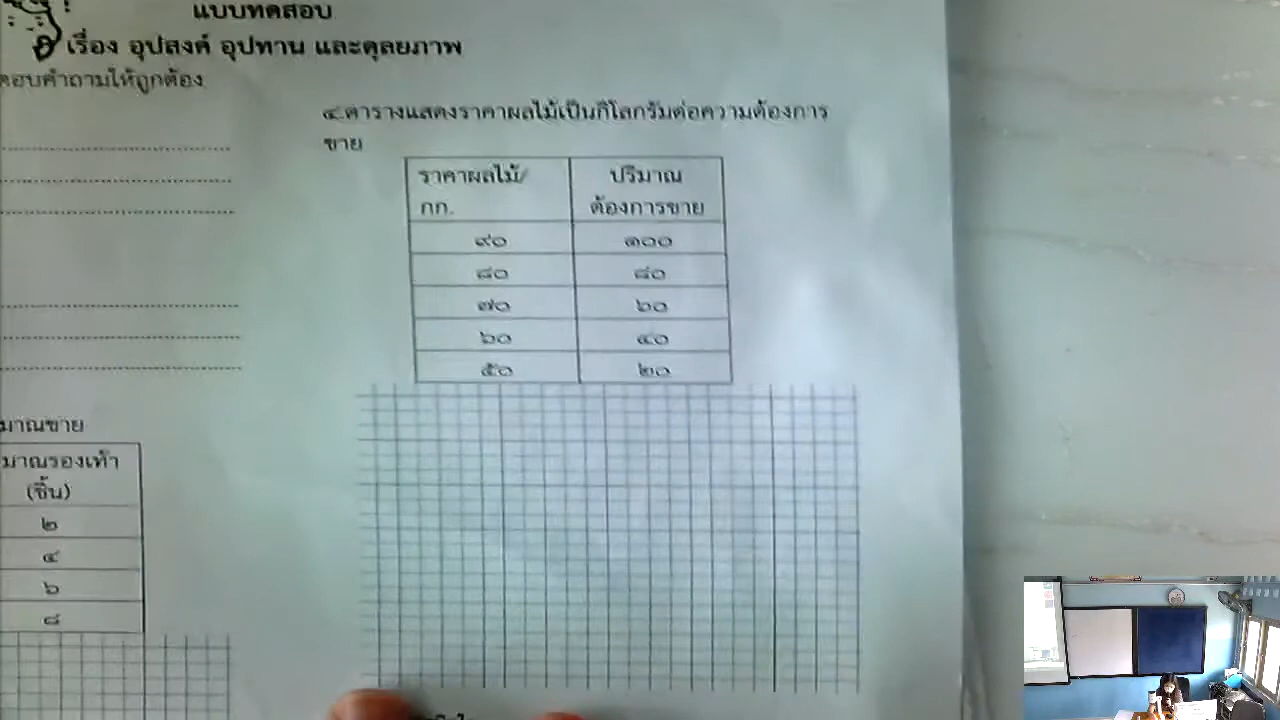 แบบทดสอบ
เรื่อง อุปสงค์ อุปทาน และดุลยภาพ
ตอบคำถามให้ถูกต้อง
๔.ตารางแสดงราคาผลไม้เป็นกิโลกรัมต่อความต้องการ
ขาย
ราคาผลไม้/ ปริมาณ
กก. ต้องการขาย
๙๐ ๑๐๐
๘๐ ๘๐
๗๐ ๖๐
๖๐ ๔๐
๕๐ ๒๐
มาณขาย
มาณรองเท้า
(ชิ้น)
๒
๔
๖
๘